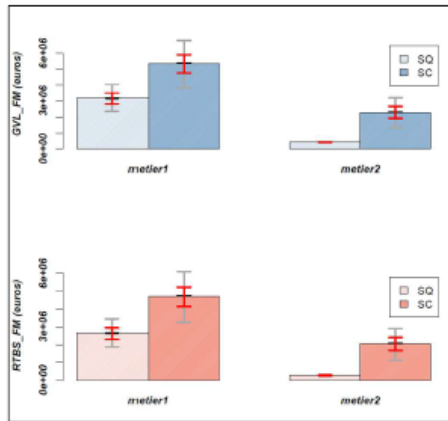 GVL_FM (euros)
6e+06
3e+06
0e+00
SQ
SC
metier1
metier2
RTBS_FM (euros)
6e+06
3e+06
0e+00
SQ
SC
metier1
metier2